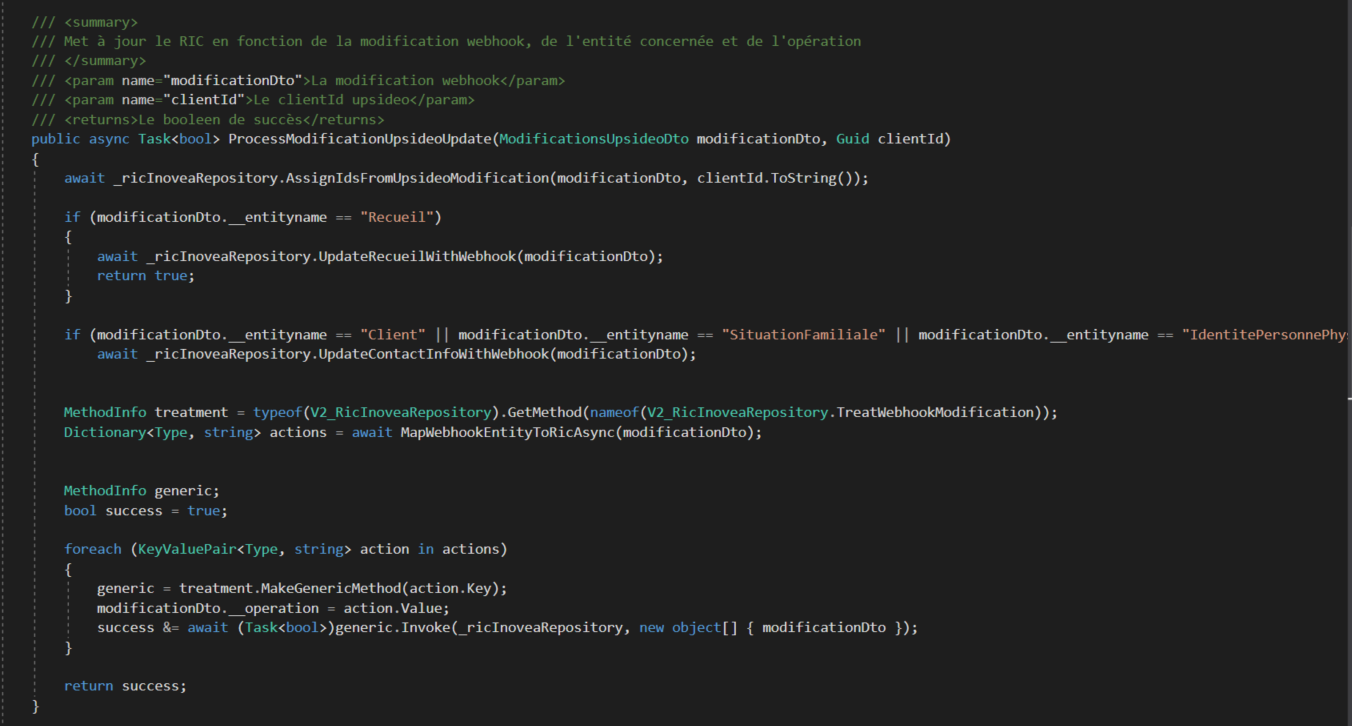 /// <summary>
/// Met à jour le RIC en fonction de la modification webhook, de l'entité concernée et de l'opération
/// </summary>
/// <param name="modificationDto">La modification webhook</param>
/// <param name="clientId">Le clientId upsideo</param>
/// <returns>Le booleen de succès</returns>
public async Task<bool> ProcessModificationUpsideoUpdate(ModificationsUpsideoDto modificationDto, Guid clientId)
{
    await _ricInoveaRepository.AssignIdsFromUpsideoModification(modificationDto, clientId.ToString());
    if (modificationDto.__entityname == "Recueil")
    {
        await _ricInoveaRepository.UpdateRecueilWithWebhook(modificationDto);
        return true;
    }
    if (modificationDto.__entityname == "Client" || modificationDto.__entityname == "SituationFamiliale" || modificationDto.__entityname == "IdentitePersonnePhys
        await _ricInoveaRepository.UpdateContactInfoWithWebhook(modificationDto);
    MethodInfo treatment = typeof(V2_RicInoveaRepository).GetMethod(nameof(V2_RicInoveaRepository.TreatWebhookModification));
    Dictionary<Type, string> actions = await MapWebhookEntityToRicAsync(modificationDto);
    MethodInfo generic;
    bool success = true;
    foreach (KeyValuePair<Type, string> action in actions)
    {
        generic = treatment.MakeGenericMethod(action.Key);
        modificationDto.__operation = action.Value;
        success &= await (Task<bool>)generic.Invoke(_ricInoveaRepository, new object[] { modificationDto });
    }
    return success;
}